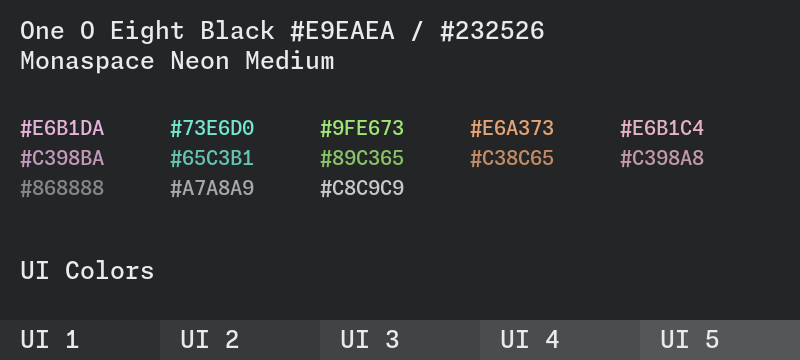 One O Eight Black #E9EAEA / #232526
Monaspace Neon Medium
#E6B1DA #73E6D0 #9FE673 #E6A373 #E6B1C4
#C398BA #65C3B1 #89C365 #C38C65 #C398A8
#868888 #A7A8A9 #C8C9C9
UI Colors
UI 1 UI 2 UI 3 UI 4 UI 5